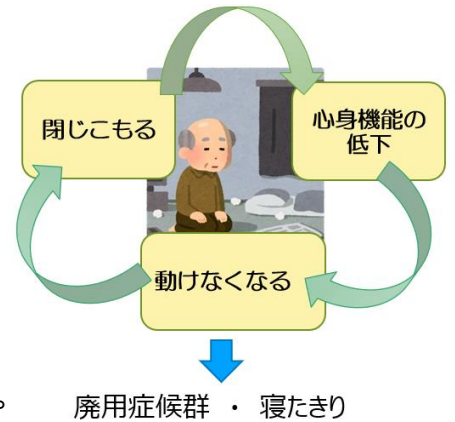 閉じこもる
心身機能の
低下
動けなくなる
廃用症候群 ・ 寝たきり